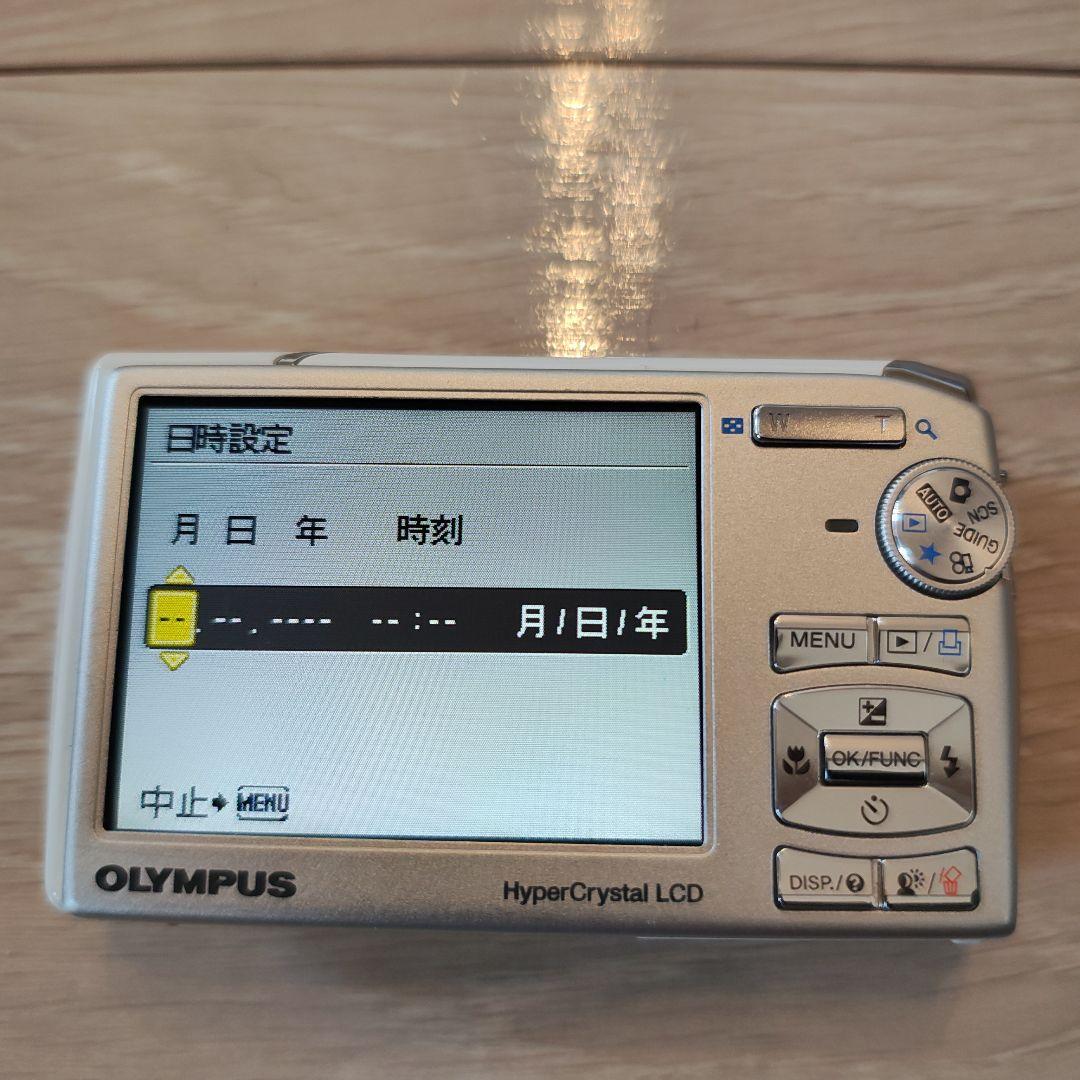 日時設定
月 日 年 時刻
--.--.---- --:-- 月/日/年
中止 MENU
OLYMPUS
HyperCrystal LCD
W T
AUTO
SCN
GUIDE
MENU
/
OK/FUNC
DISP./?
/